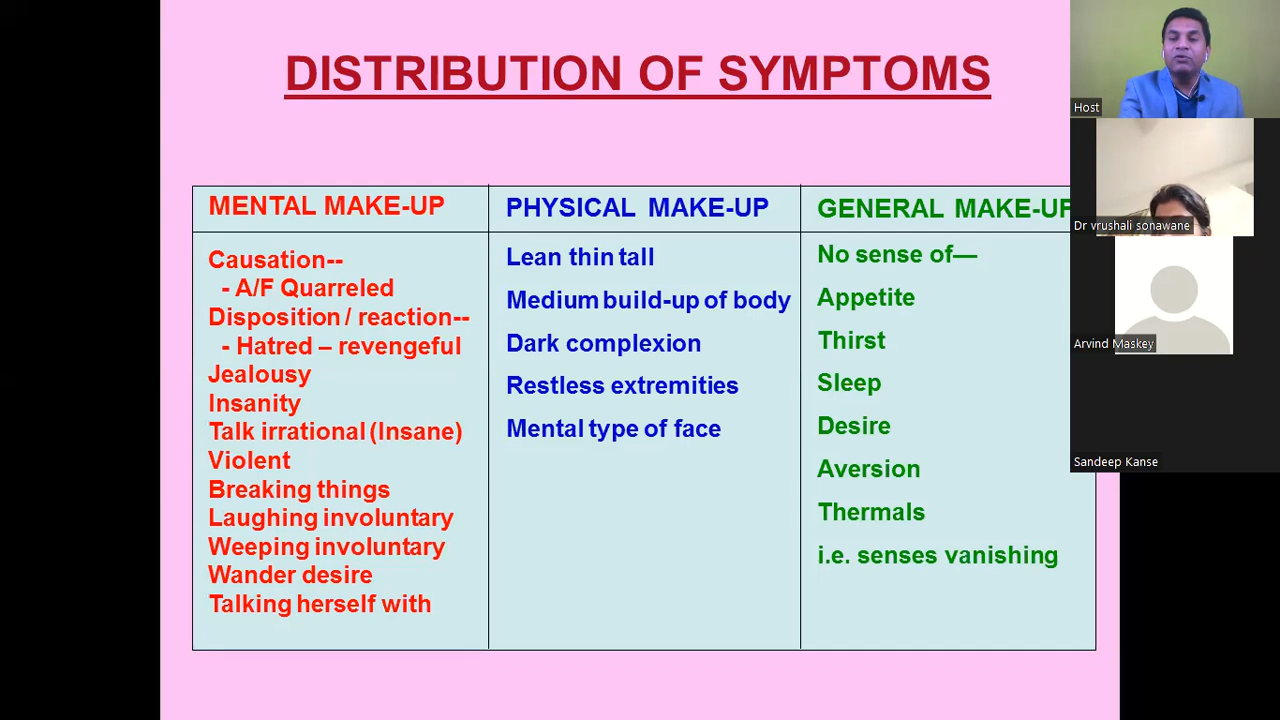 DISTRIBUTION OF SYMPTOMS
MENTAL MAKE-UP
Causation--
- A/F Quarreled
Disposition / reaction--
- Hatred – revengeful
Jealousy
Insanity
Talk irrational (Insane)
Violent
Breaking things
Laughing involuntary
Weeping involuntary
Wander desire
Talking herself with
PHYSICAL MAKE-UP
Lean thin tall
Medium build-up of body
Dark complexion
Restless extremities
Mental type of face
GENERAL MAKE-UP
No sense of—
Appetite
Thirst
Sleep
Desire
Aversion
Thermals
i.e. senses vanishing
Host
Dr vrushali sonawane
Arvind Maskey
Sandeep Kanse